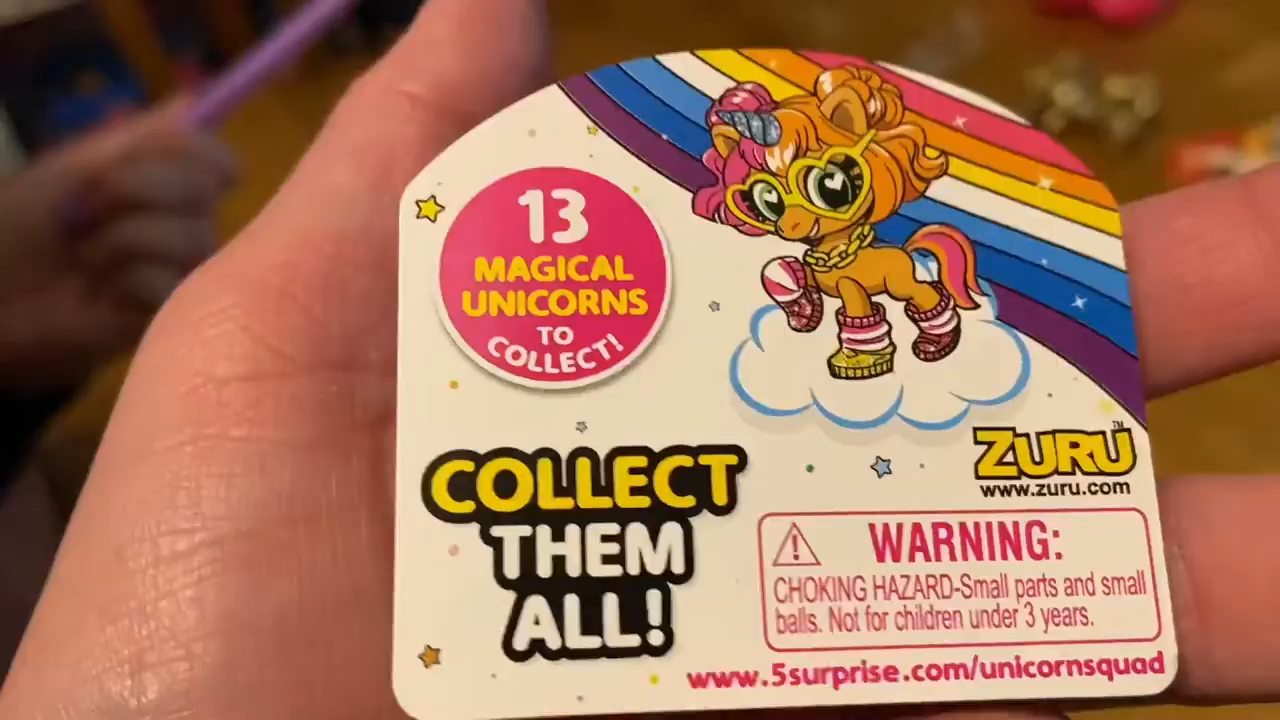 13
MAGICAL
UNICORNS
TO
COLLECT!
COLLECT
THEM
ALL!
ZURU™
www.zuru.com
WARNING:
CHOKING HAZARD-Small parts and small
balls. Not for children under 3 years.
www.5surprise.com/unicornsquad